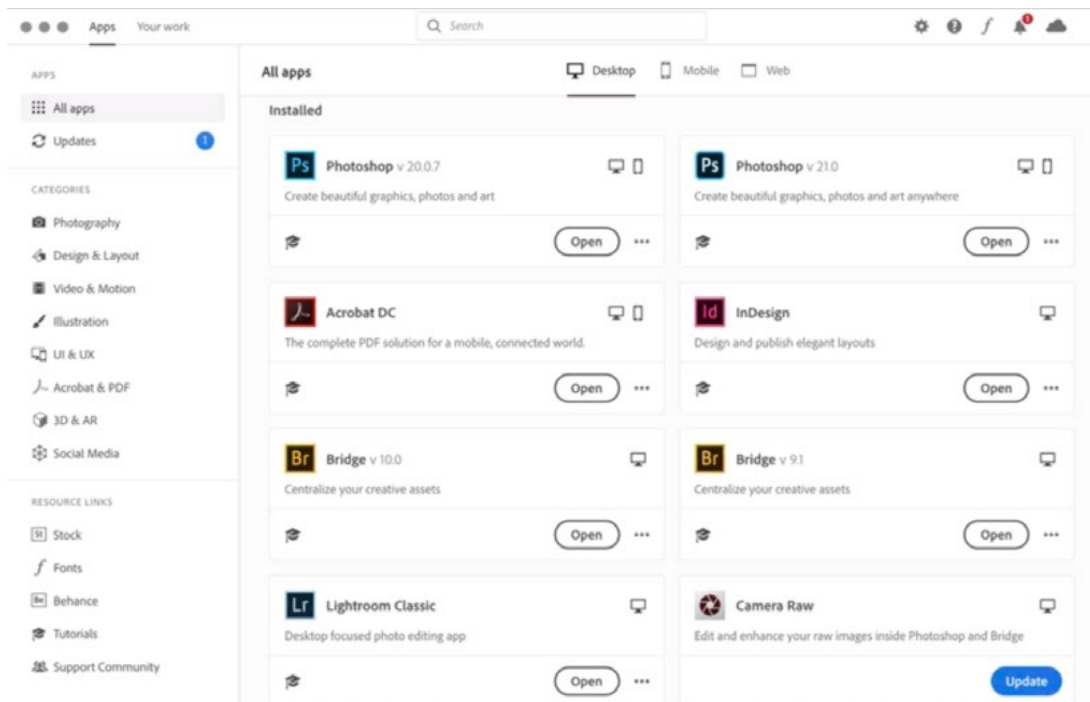 Apps Your work Search 1
APPS
All apps
Updates 1
CATEGORIES
Photography
Design & Layout
Video & Motion
Illustration
UI & UX
Acrobat & PDF
3D & AR
Social Media
RESOURCE LINKS
St Stock
Fonts
Be Behance
Tutorials
Support Community
All apps Desktop Mobile Web
Installed
Ps Photoshop v 20.0.7
Create beautiful graphics, photos and art
Open
Ps Photoshop v 21.0
Create beautiful graphics, photos and art anywhere
Open
Acrobat DC
The complete PDF solution for a mobile, connected world.
Open
Id InDesign
Design and publish elegant layouts
Open
Br Bridge v 10.0
Centralize your creative assets
Open
Br Bridge v 9.1
Centralize your creative assets
Open
Lr Lightroom Classic
Desktop focused photo editing app
Open
Camera Raw
Edit and enhance your raw images inside Photoshop and Bridge
Update